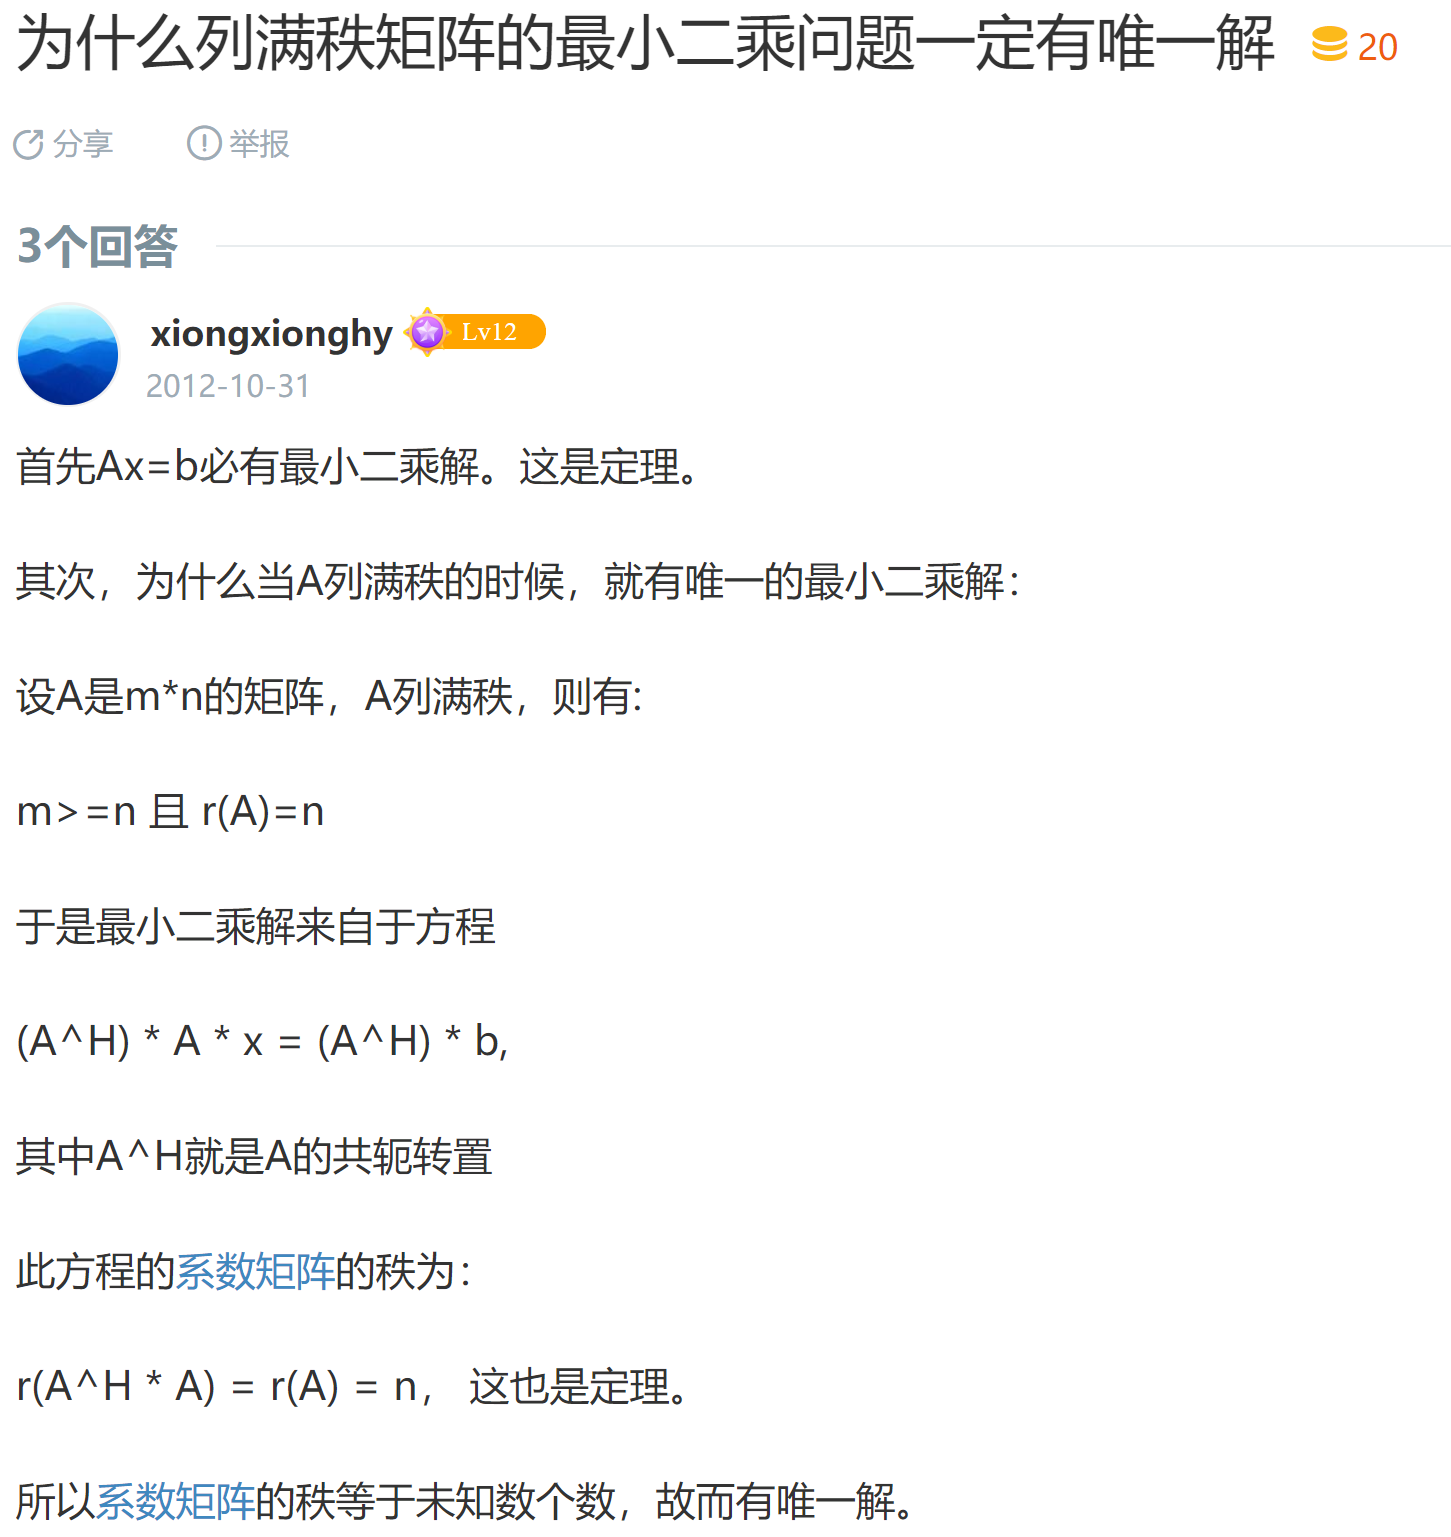 为什么列满秩矩阵的最小二乘问题一定有唯一解 20
分享 举报
3个回答
xiongxionghy Lv12
2012-10-31
首先Ax=b必有最小二乘解。这是定理。
其次，为什么当A列满秩的时候，就有唯一的最小二乘解：
设A是m*n的矩阵，A列满秩，则有:
m>=n 且 r(A)=n
于是最小二乘解来自于方程
(A^H) * A * x = (A^H) * b,
其中A^H就是A的共轭转置
此方程的系数矩阵的秩为：
r(A^H * A) = r(A) = n， 这也是定理。
所以系数矩阵的秩等于未知数个数，故而有唯一解。